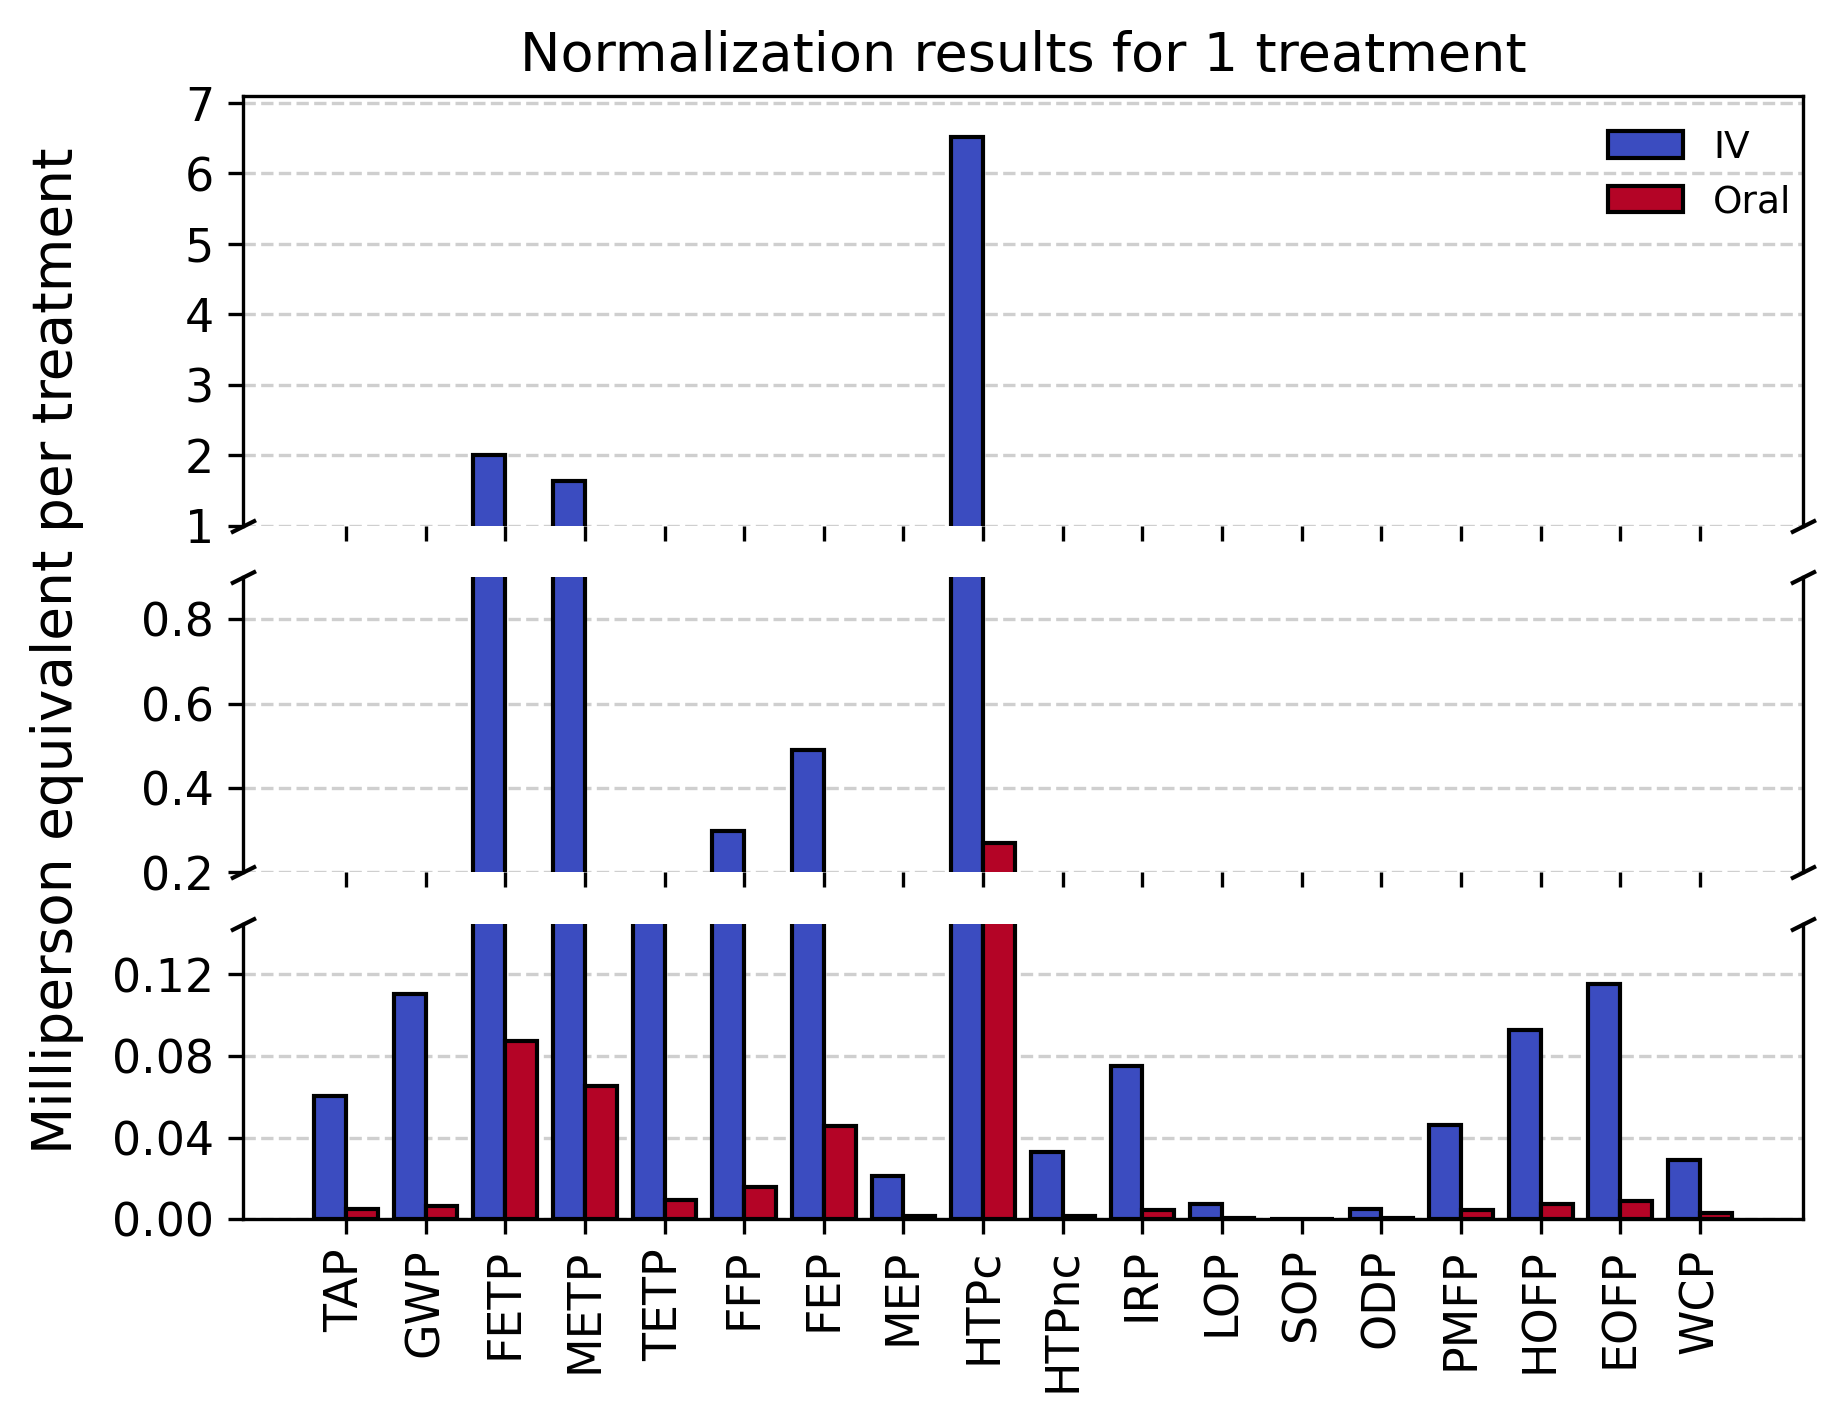 Normalization results for 1 treatment
Milliperson equivalent per treatment
7
6
5
4
3
2
1
IV
Oral
0.8
0.6
0.4
0.2
0.12
0.08
0.04
0.00
TAP
GWP
FETP
METP
TETP
FFP
FEP
MEP
HTPc
HTPnc
IRP
LOP
SOP
ODP
PMFP
HOFP
EOFP
WCP